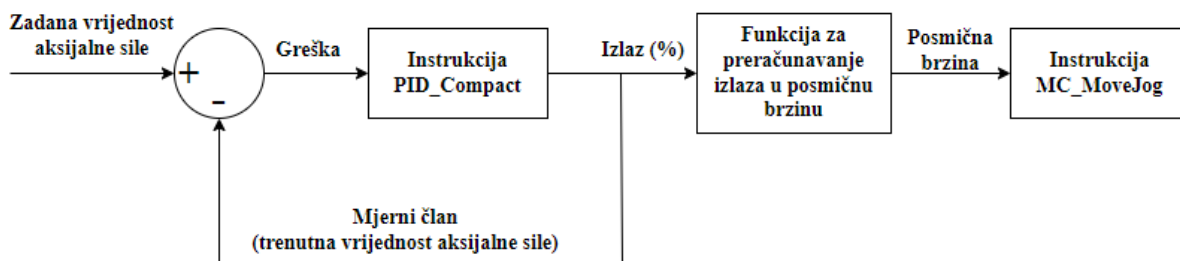 Zadana vrijednost
aksijalne sile
+
-
Greška
Instrukcija
PID_Compact
Izlaz (%)
Funkcija za
preračunavanje
izlaza u posmičnu
brzinu
Posmična
brzina
Instrukcija
MC_MoveJog
Mjerni član
(trenutna vrijednost aksijalne sile)